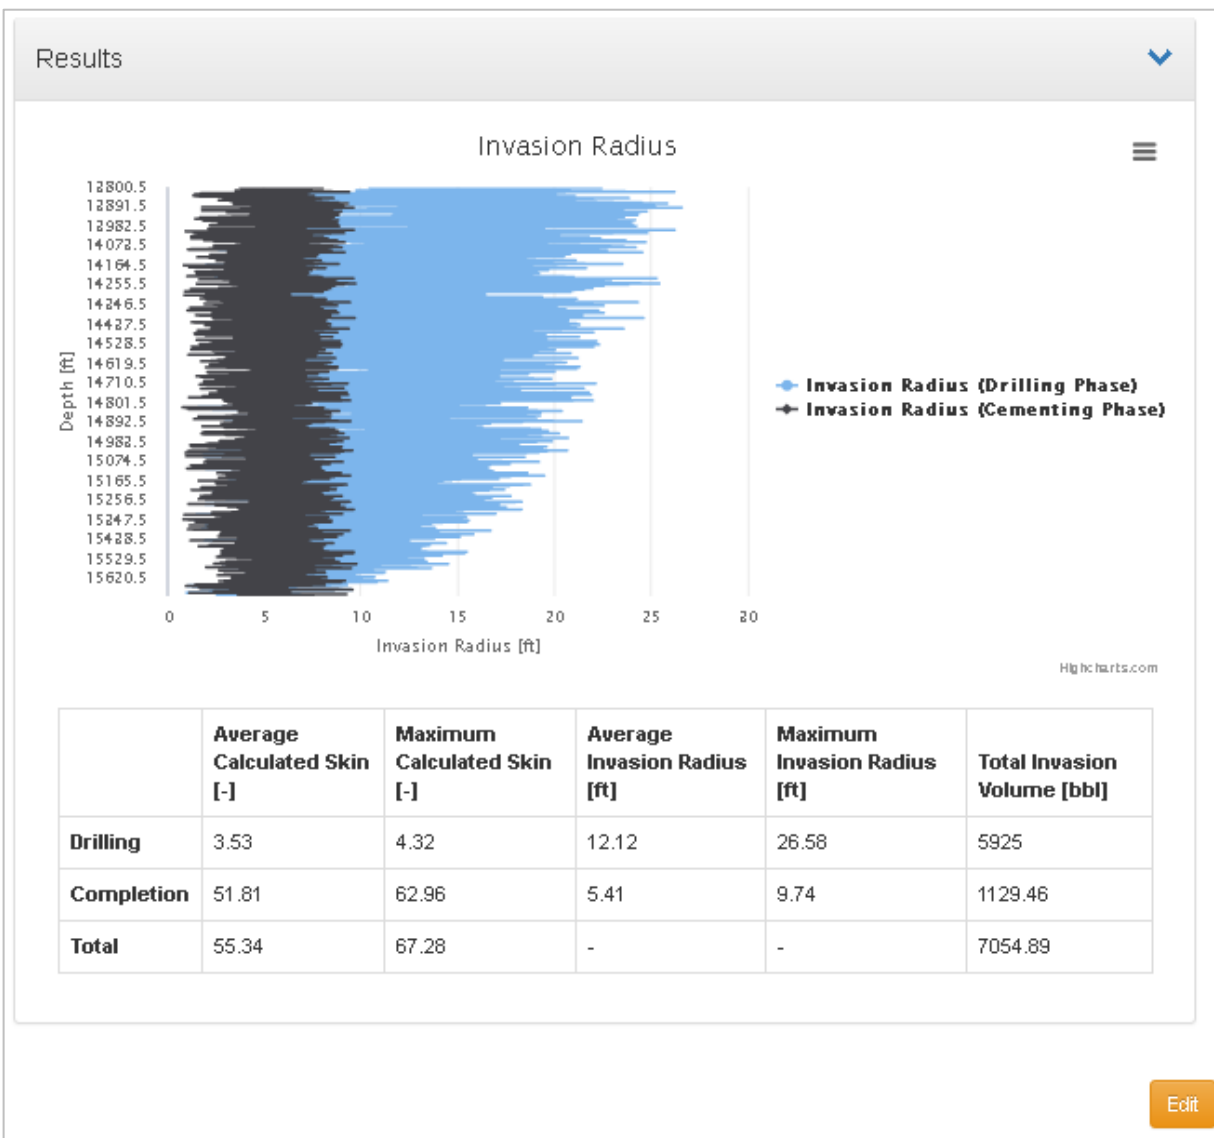 Results
Invasion Radius
13800.5
13891.5
13982.5
14073.5
14164.5
14255.5
14346.5
14437.5
14528.5
14619.5
14710.5
14801.5
14892.5
14983.5
15074.5
15165.5
15256.5
15347.5
15438.5
15529.5
15620.5
Depth [ft]
0 5 10 15 20 25 30
Invasion Radius [ft]
Invasion Radius (Drilling Phase)
Invasion Radius (Cementing Phase)
Highcharts.com
Average Calculated Skin [-] Maximum Calculated Skin [-] Average Invasion Radius [ft] Maximum Invasion Radius [ft] Total Invasion Volume [bbl]
Drilling 3.53 4.32 12.12 26.58 5925
Completion 51.81 62.96 5.41 9.74 1129.46
Total 55.34 67.28 - - 7054.89
Edit